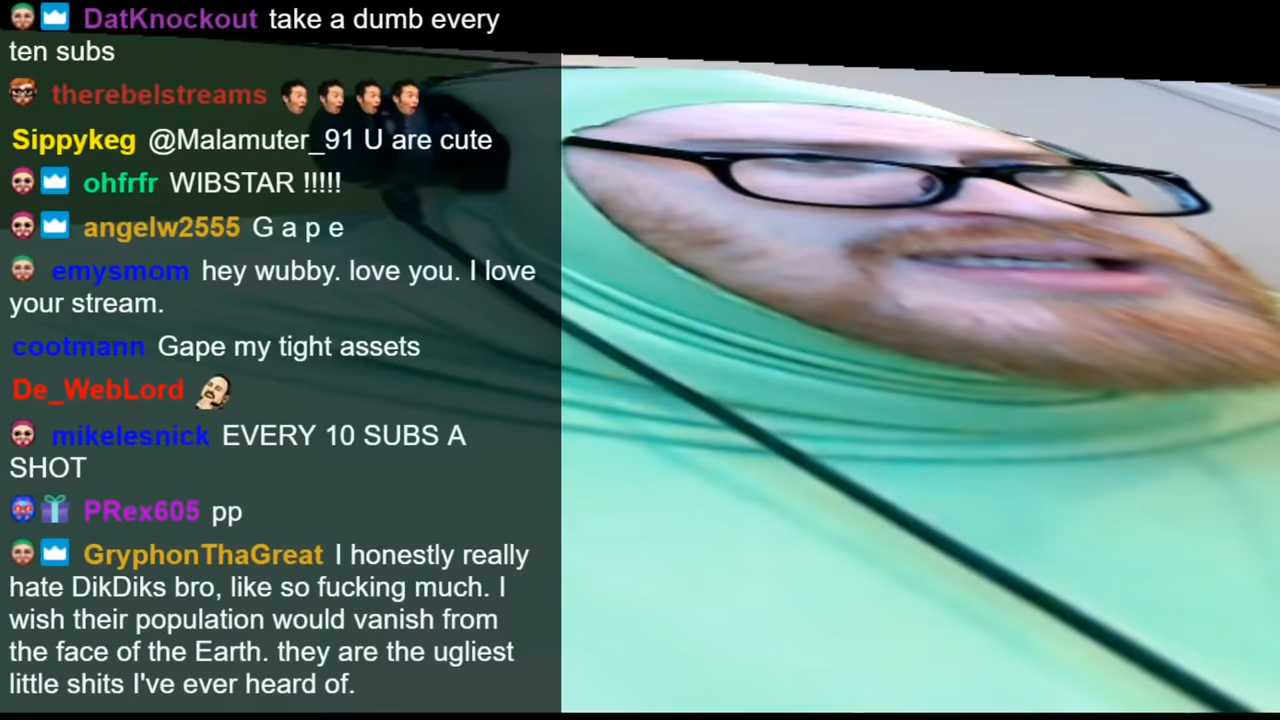 DatKnockout take a dumb every
ten subs
therebelstreams
Sippykeg @Malamuter_91 U are cute
ohfrfr WIBSTAR !!!!!
angelw2555 G a p e
emysmom hey wubby. love you. I love
your stream.
cootmann Gape my tight assets
De_WebLord
mikelesnick EVERY 10 SUBS A
SHOT
PRex605 pp
GryphonThaGreat I honestly really
hate DikDiks bro, like so fucking much. I
wish their population would vanish from
the face of the Earth. they are the ugliest
little shits I've ever heard of.